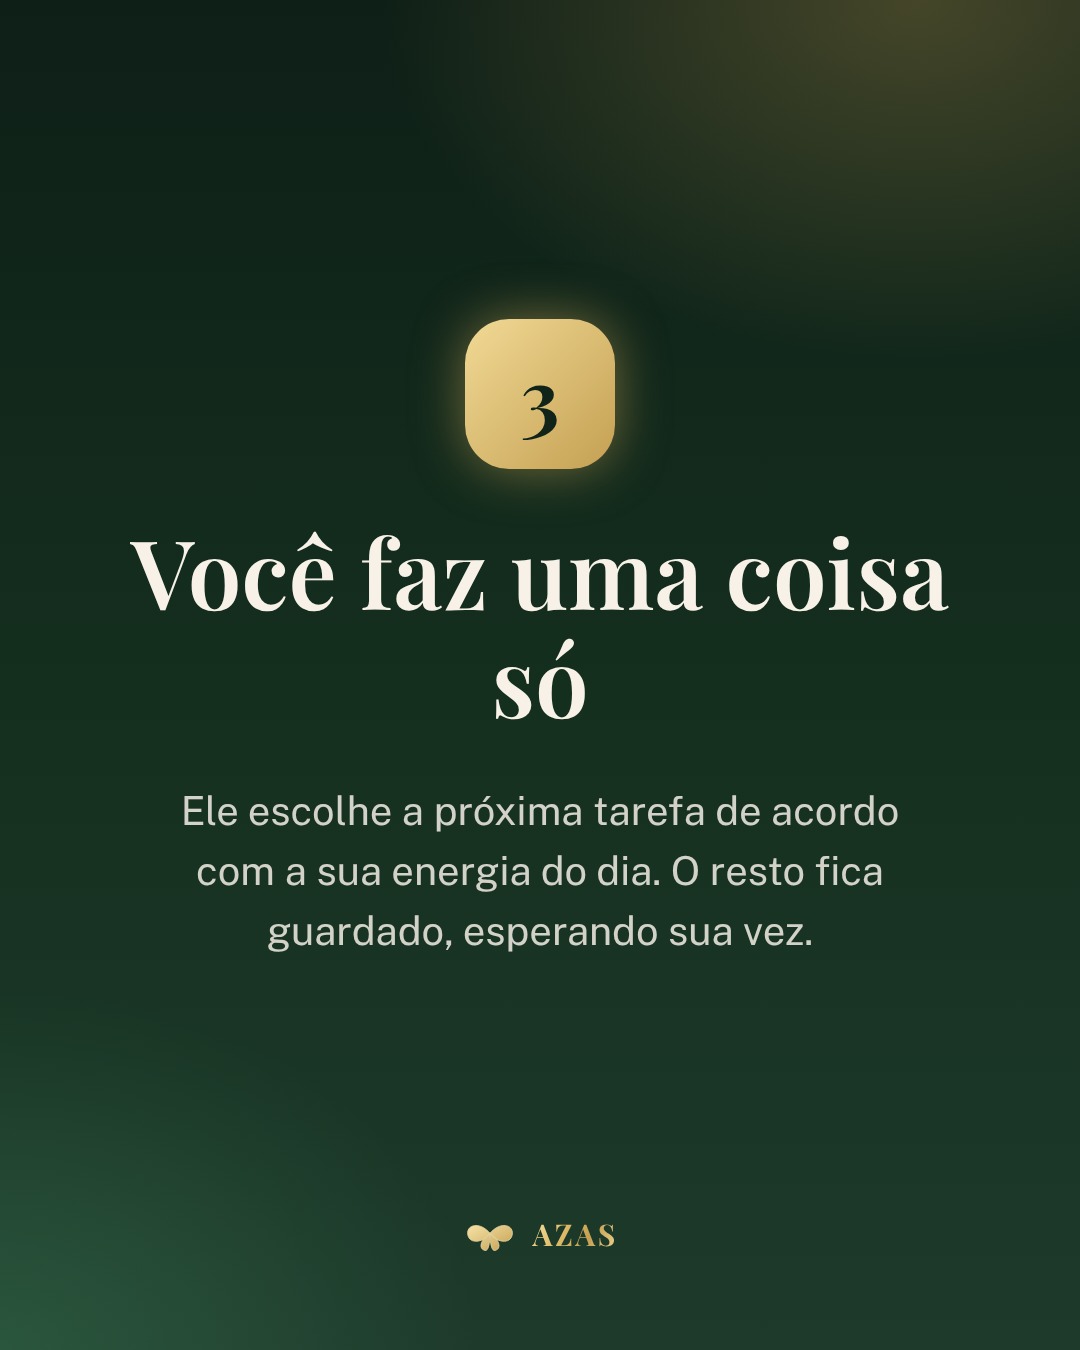 3
Você faz uma coisa
só
Ele escolhe a próxima tarefa de acordo
com a sua energia do dia. O resto fica
guardado, esperando sua vez.
AZAS